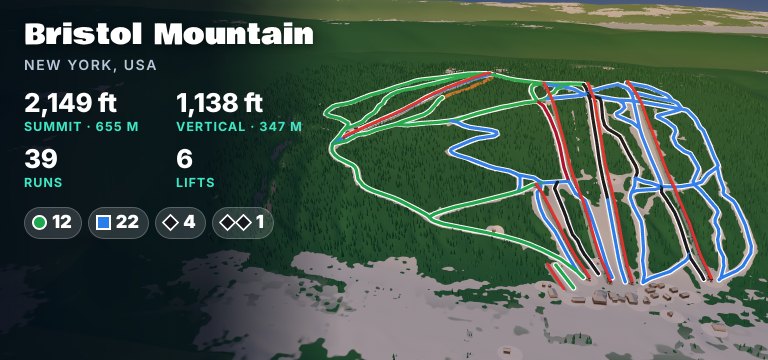 Bristol Mountain
NEW YORK, USA
2,149 ft 1,138 ft
SUMMIT · 655 M VERTICAL · 347 M
39 6
RUNS LIFTS
12 22 4 1